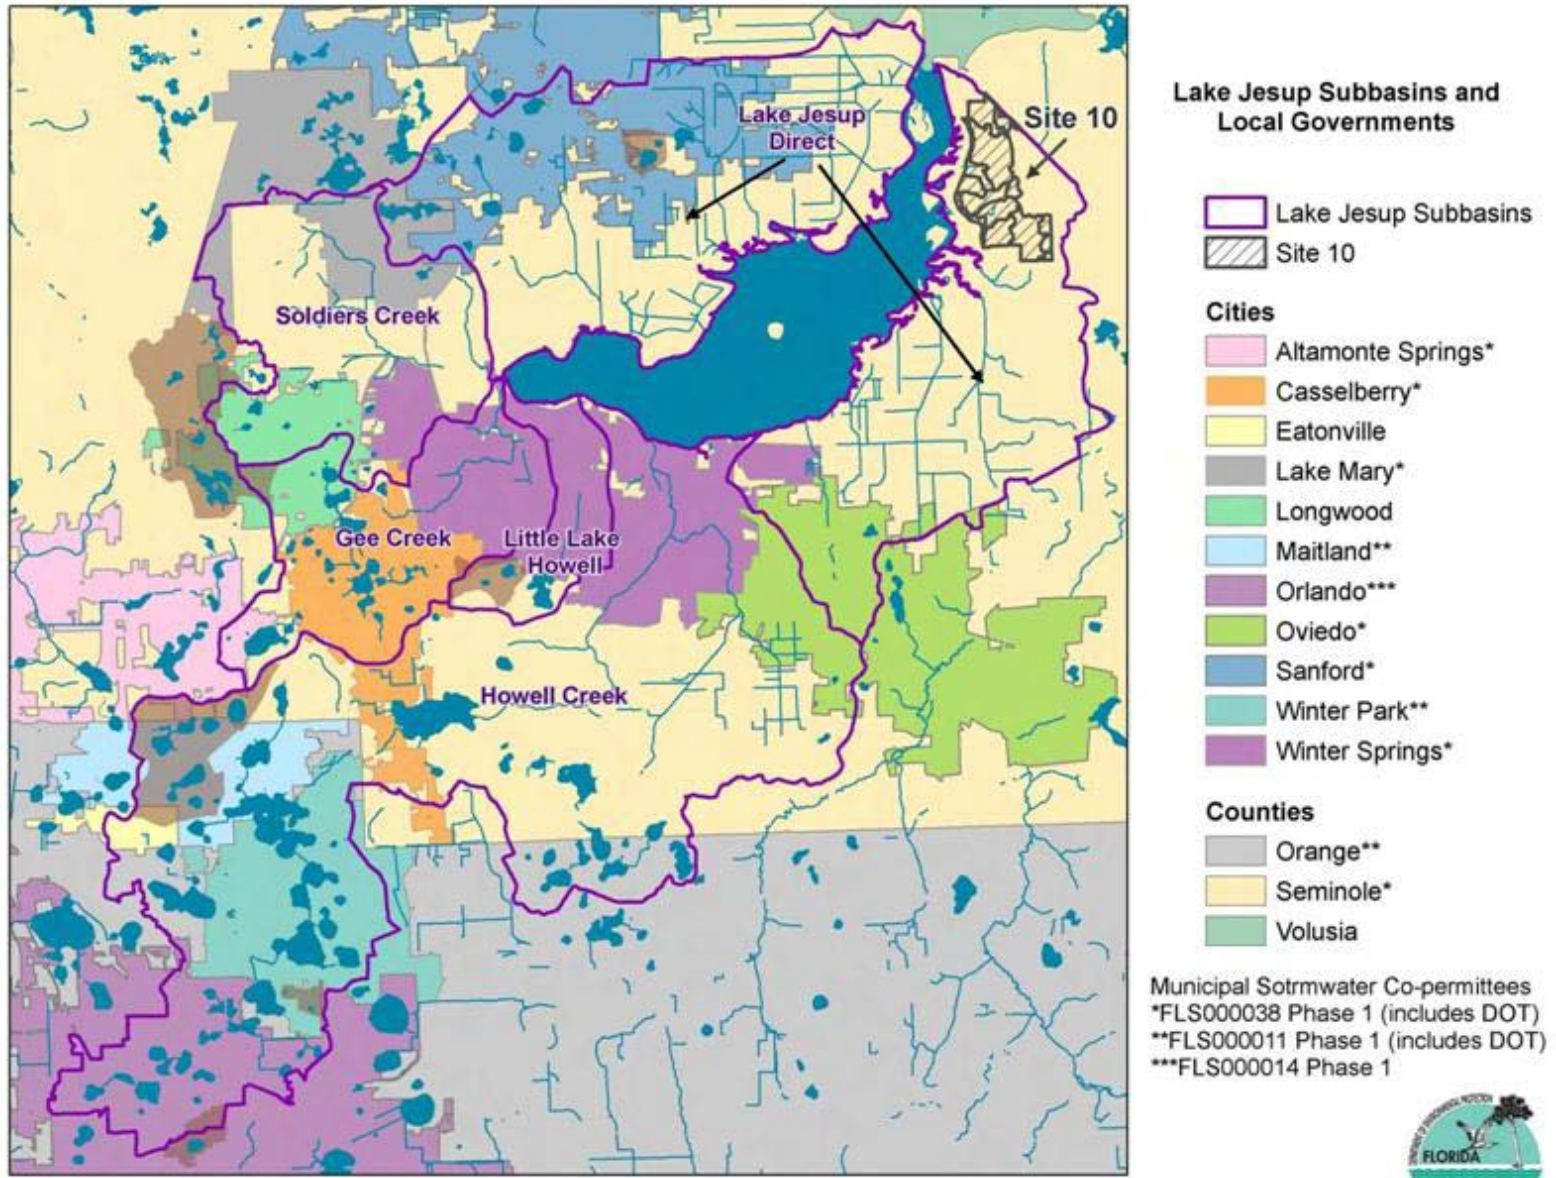 Lake Jesup
Direct
Site 10
Soldiers Creek
Gee Creek
Little Lake
Howell
Howell Creek
Lake Jesup Subbasins and
Local Governments
Lake Jesup Subbasins
Site 10
Cities
Altamonte Springs*
Casselberry*
Eatonville
Lake Mary*
Longwood
Maitland**
Orlando***
Oviedo*
Sanford*
Winter Park**
Winter Springs*
Counties
Orange**
Seminole*
Volusia
Municipal Sotrmwater Co-permittees
*FLS000038 Phase 1 (includes DOT)
**FLS000011 Phase 1 (includes DOT)
***FLS000014 Phase 1
FLORIDA